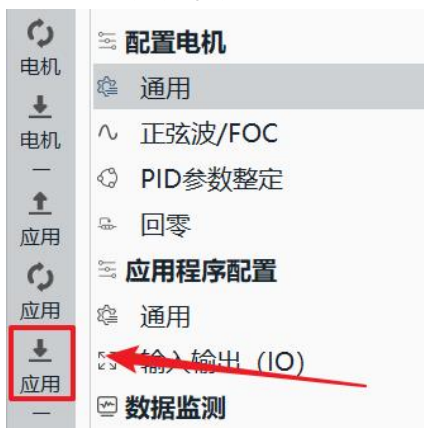 电机
电机
应用
应用
应用
配置电机
通用
正弦波/FOC
PID参数整定
回零
应用程序配置
通用
输入输出（IO）
数据监测